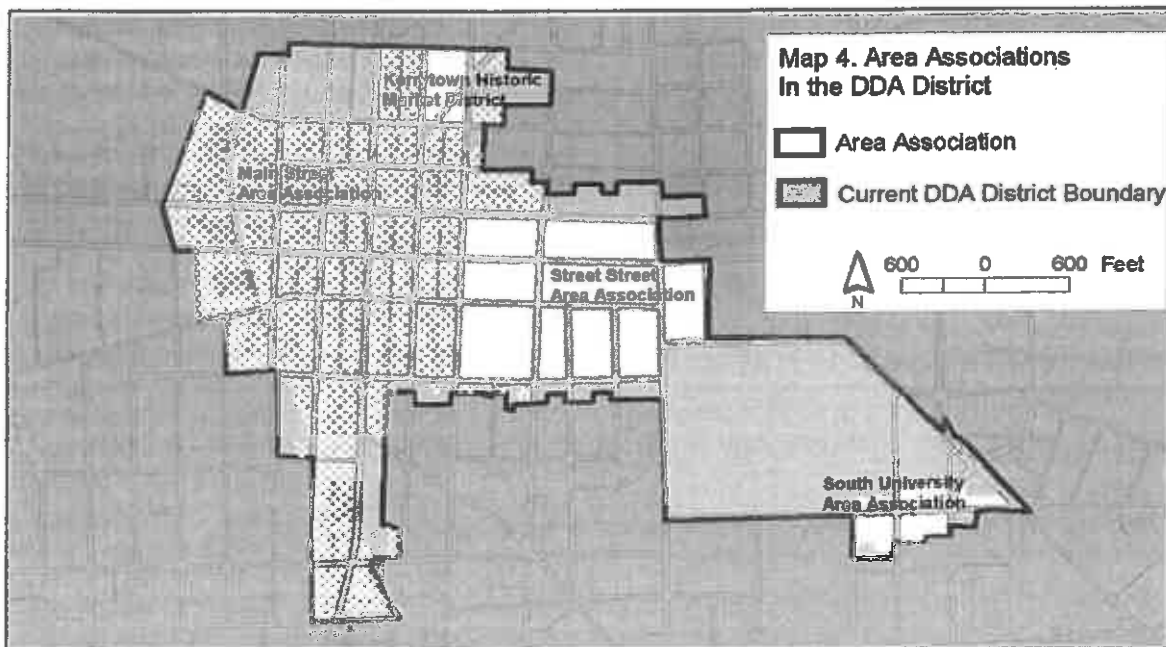 Map 4. Area Associations
In the DDA District
Area Association
Current DDA District Boundary
600 0 600 Feet
N
Kerrytown Historic
Market District
Main Street
Area Association
Street Street
Area Association
South University
Area Association